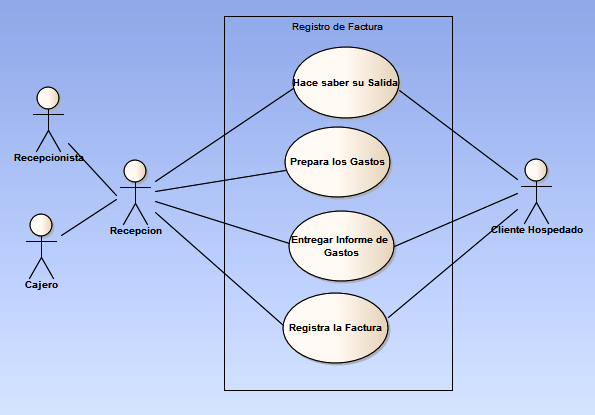 Registro de Factura
Hace saber su Salida
Recepcionista
Prepara los Gastos
Recepcion
Cliente Hospedado
Entregar Informe de
Gastos
Cajero
Registra la Factura